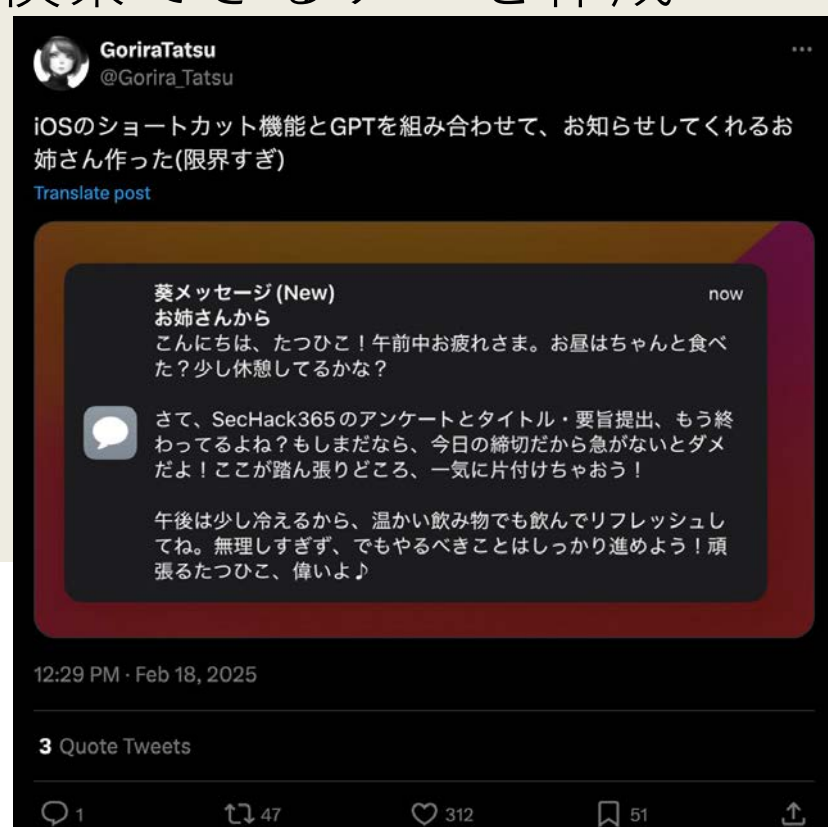 検索できるツールを作成
GoriraTatsu
@Gorira_Tatsu
iOSのショートカット機能とGPTを組み合わせて、お知らせしてくれるお
姉さん作った(限界すぎ)
Translate post
葵メッセージ (New)
now
お姉さんから
こんにちは、たつひこ！午前中お疲れさま。お昼はちゃんと食べ
た？少し休憩してるかな？
さて、SecHack365のアンケートとタイトル・要旨提出、もう終
わってるよね？もしまだなら、今日の締切だから急がないとダメ
だよ！ここが踏ん張りどころ、一気に片付けちゃおう！
午後は少し冷えるから、温かい飲み物でも飲んでリフレッシュし
てね。無理しすぎず、でもやるべきことはしっかり進めよう！頑
張るたつひこ、偉いよ♪
12:29 PM · Feb 18, 2025
3 Quote Tweets
1 47 312 51